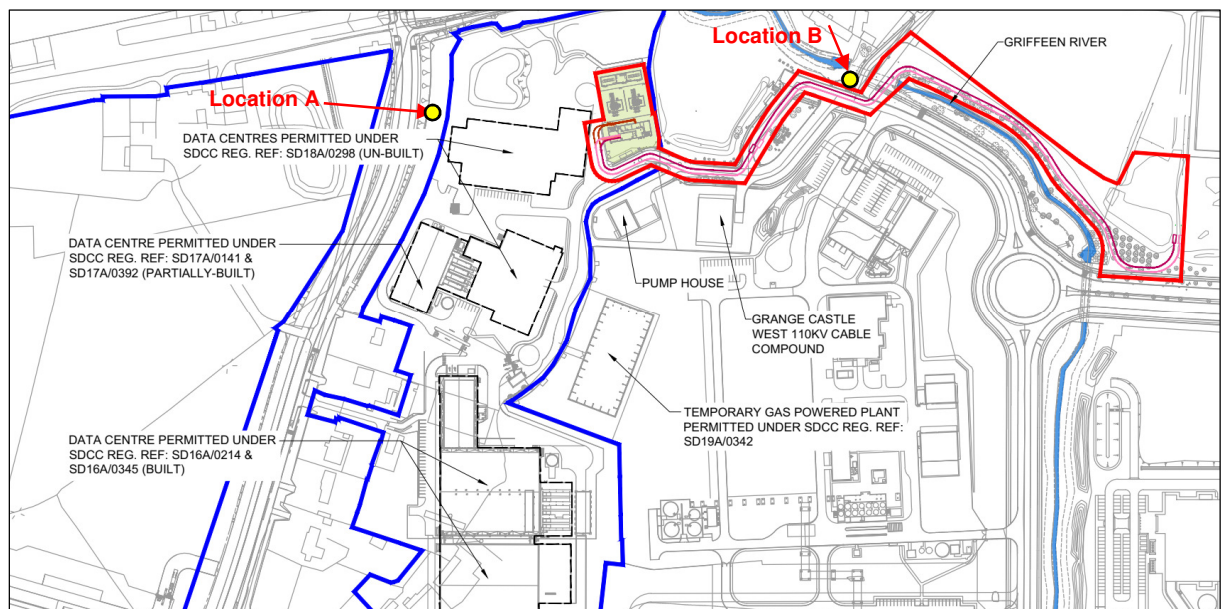 Location B
GRIFFEEN RIVER
Location A
DATA CENTRES PERMITTED UNDER
SDCC REG. REF: SD18A/0298 (UN-BUILT)
DATA CENTRE PERMITTED UNDER
SDCC REG. REF: SD17A/0141 &
SD17A/0392 (PARTIALLY-BUILT)
PUMP HOUSE
GRANGE CASTLE
WEST 110KV CABLE
COMPOUND
TEMPORARY GAS POWERED PLANT
PERMITTED UNDER SDCC REG. REF:
SD19A/0342
DATA CENTRE PERMITTED UNDER
SDCC REG. REF: SD16A/0214 &
SD16A/0345 (BUILT)